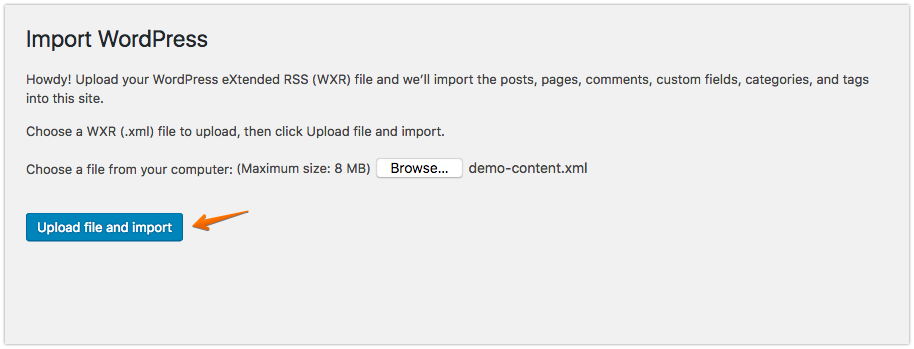 Import WordPress
Howdy! Upload your WordPress eXtended RSS (WXR) file and we’ll import the posts, pages, comments, custom fields, categories, and tags
into this site.
Choose a WXR (.xml) file to upload, then click Upload file and import.
Choose a file from your computer: (Maximum size: 8 MB) Browse... demo-content.xml
Upload file and import